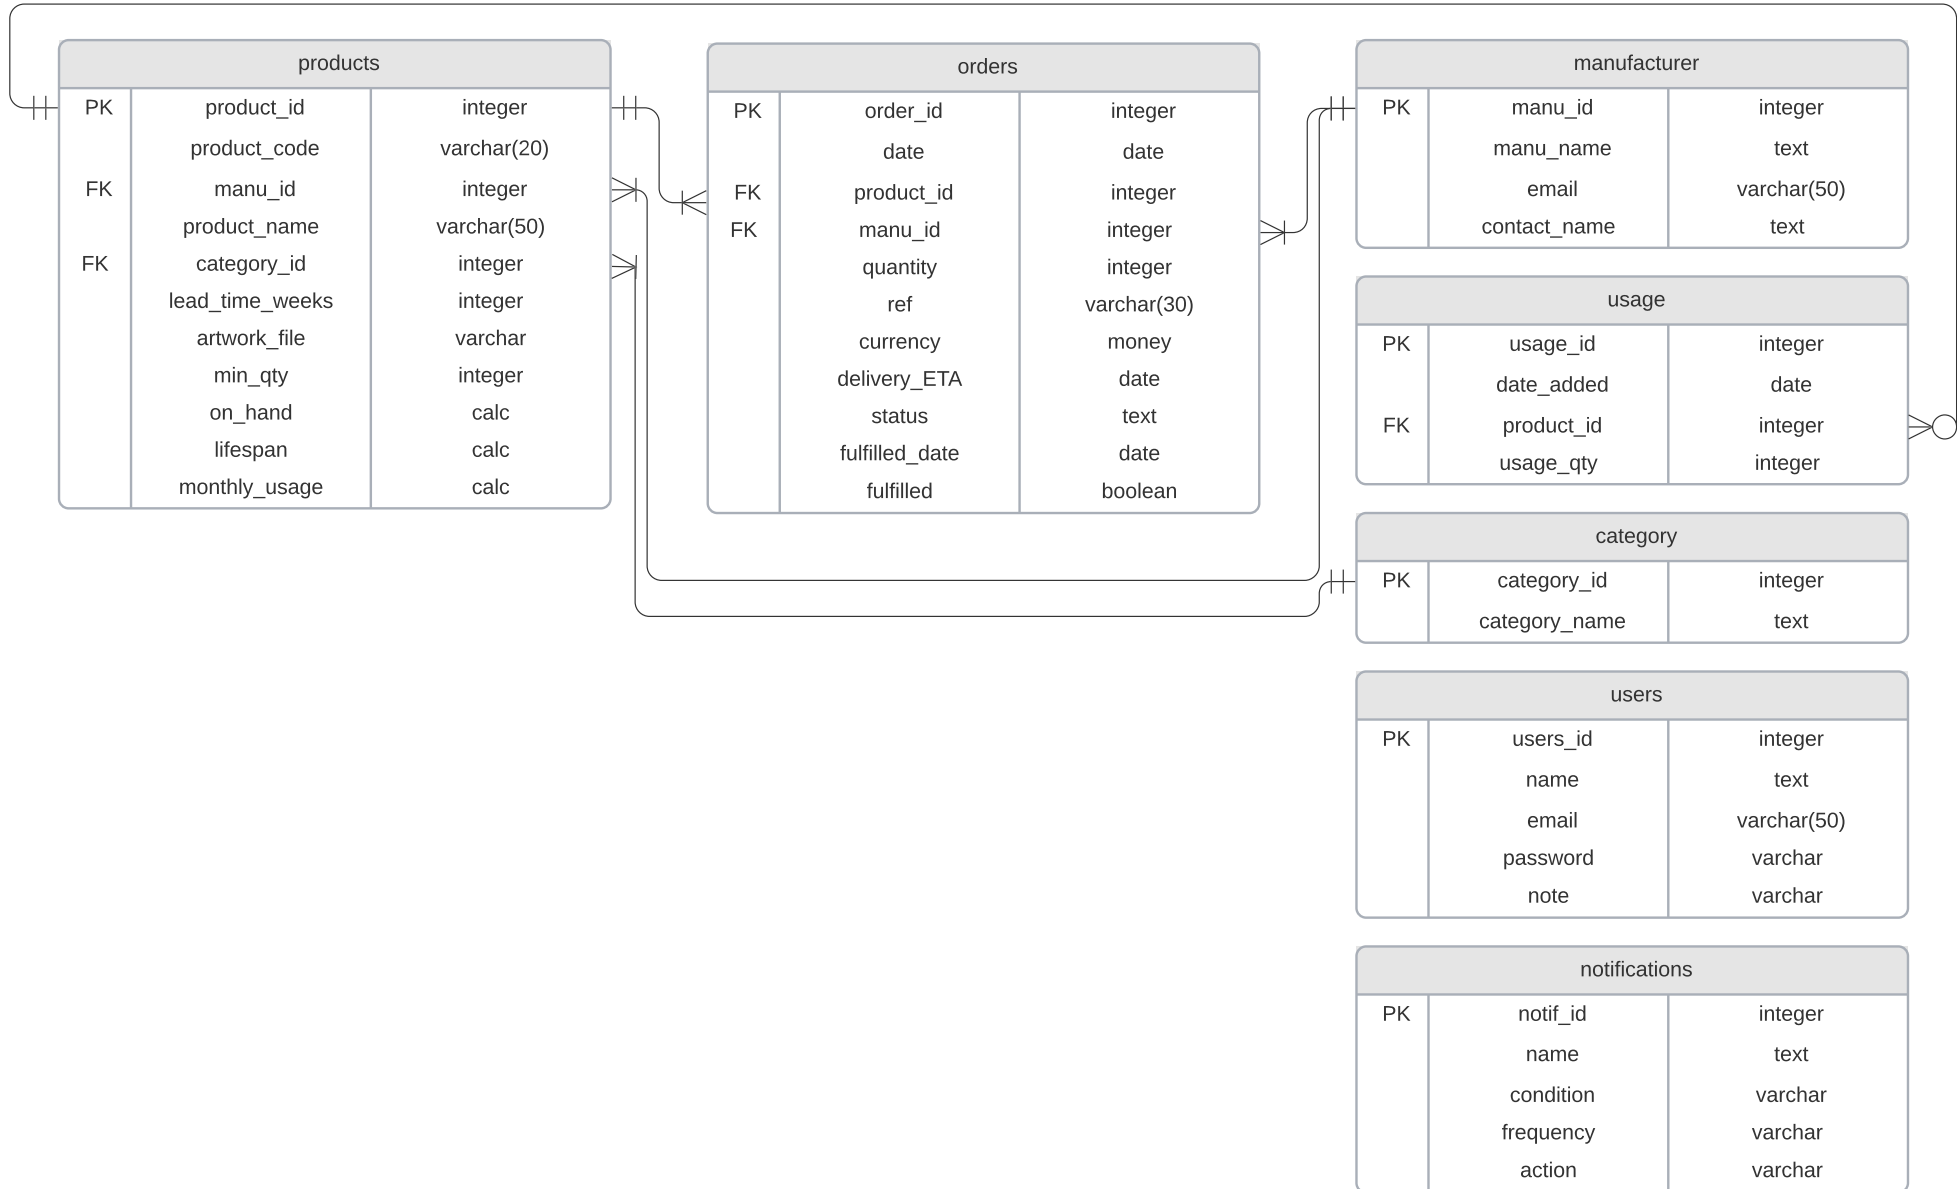 products
PK product_id integer
product_code varchar(20)
FK manu_id integer
product_name varchar(50)
FK category_id integer
lead_time_weeks integer
artwork_file varchar
min_qty integer
on_hand calc
lifespan calc
monthly_usage calc
orders
PK order_id integer
date date
FK product_id integer
FK manu_id integer
quantity integer
ref varchar(30)
currency money
delivery_ETA date
status text
fulfilled_date date
fulfilled boolean
manufacturer
PK manu_id integer
manu_name text
email varchar(50)
contact_name text
usage
PK usage_id integer
date_added date
FK product_id integer
usage_qty integer
category
PK category_id integer
category_name text
users
PK users_id integer
name text
email varchar(50)
password varchar
note varchar
notifications
PK notif_id integer
name text
condition varchar
frequency varchar
action varchar